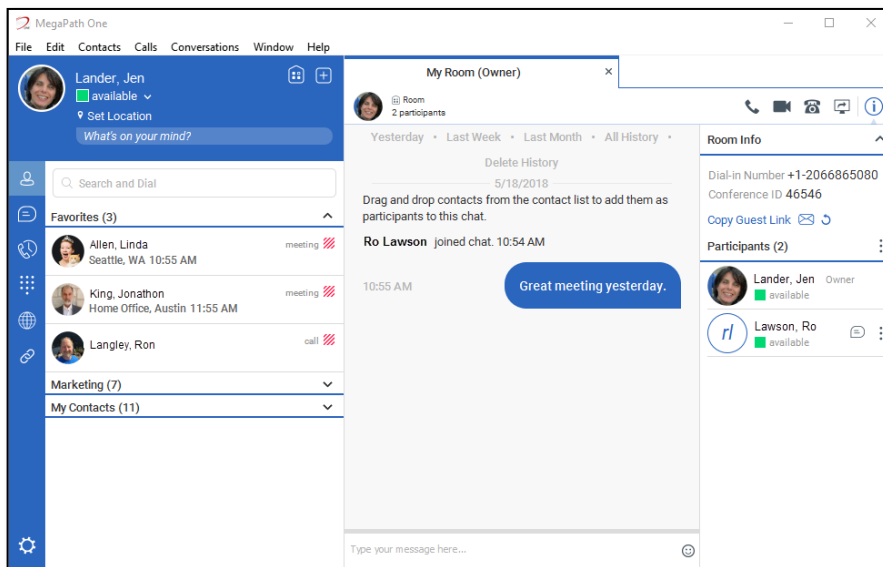 MegaPath One
File Edit Contacts Calls Conversations Window Help
Lander, Jen
available
Set Location
What's on your mind?
Search and Dial
Favorites (3)
Allen, Linda
meeting
Seattle, WA 10:55 AM
King, Jonathon
meeting
Home Office, Austin 11:55 AM
Langley, Ron
call
Marketing (7)
My Contacts (11)
My Room (Owner)
Room
2 participants
Yesterday • Last Week • Last Month • All History •
Delete History
5/18/2018
Drag and drop contacts from the contact list to add them as
participants to this chat.
Ro Lawson joined chat. 10:54 AM
10:55 AM
Great meeting yesterday.
Type your message here...
Room Info
Dial-in Number +1-2066865080
Conference ID 46546
Copy Guest Link
Participants (2)
Lander, Jen Owner
available
rl
Lawson, Ro
available